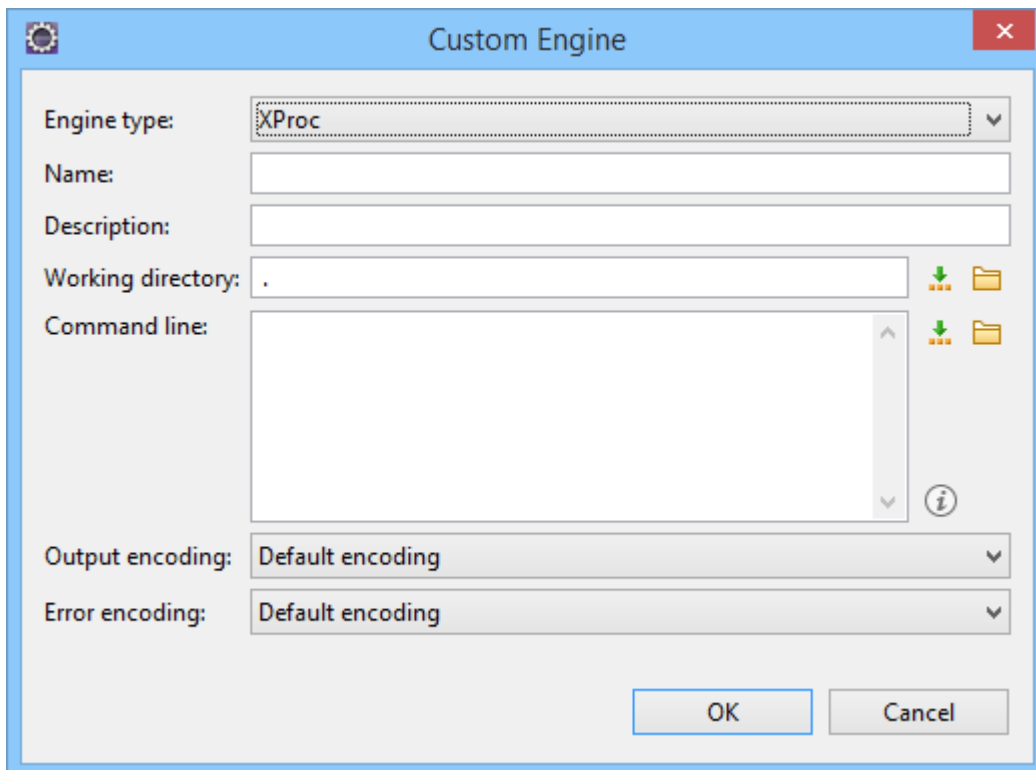 Custom Engine
Engine type: XProc
Name:
Description:
Working directory: .
Command line:
Output encoding: Default encoding
Error encoding: Default encoding
OK Cancel